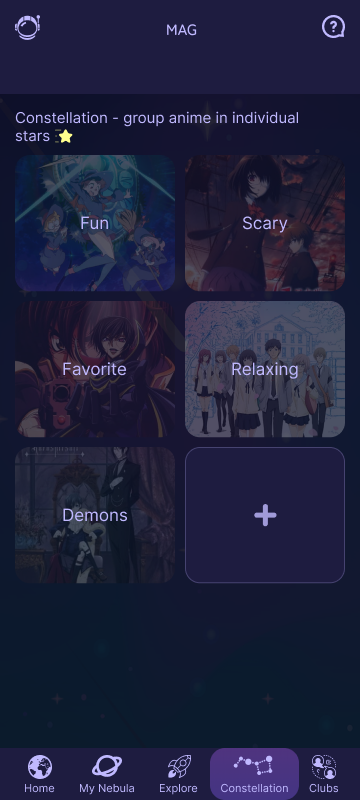 MAG
Constellation - group anime in individual
stars ⭐
Fun
Scary
Favorite
Relaxing
Demons
Home
My Nebula
Explore
Constellation
Clubs